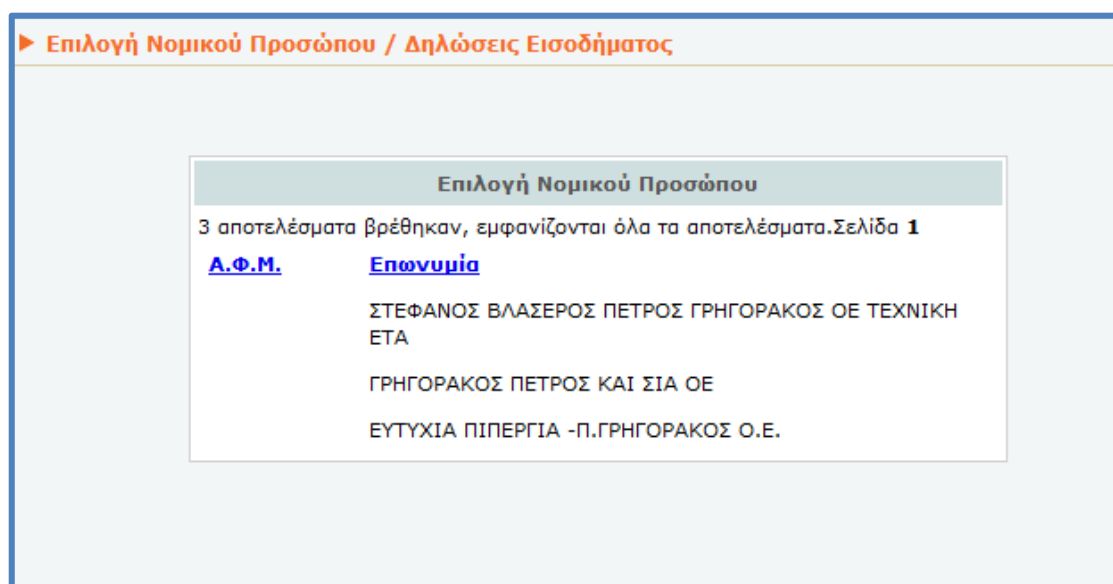 Επιλογή Νομικού Προσώπου / Δηλώσεις Εισοδήματος
Επιλογή Νομικού Προσώπου
3 αποτελέσματα βρέθηκαν, εμφανίζονται όλα τα αποτελέσματα.Σελίδα 1
Α.Φ.Μ. Επωνυμία
ΣΤΕΦΑΝΟΣ ΒΛΑΣΕΡΟΣ ΠΕΤΡΟΣ ΓΡΗΓΟΡΑΚΟΣ ΟΕ ΤΕΧΝΙΚΗ
ΕΤΑ
ΓΡΗΓΟΡΑΚΟΣ ΠΕΤΡΟΣ ΚΑΙ ΣΙΑ ΟΕ
ΕΥΤΥΧΙΑ ΠΙΠΕΡΓΙΑ -Π.ΓΡΗΓΟΡΑΚΟΣ Ο.Ε.